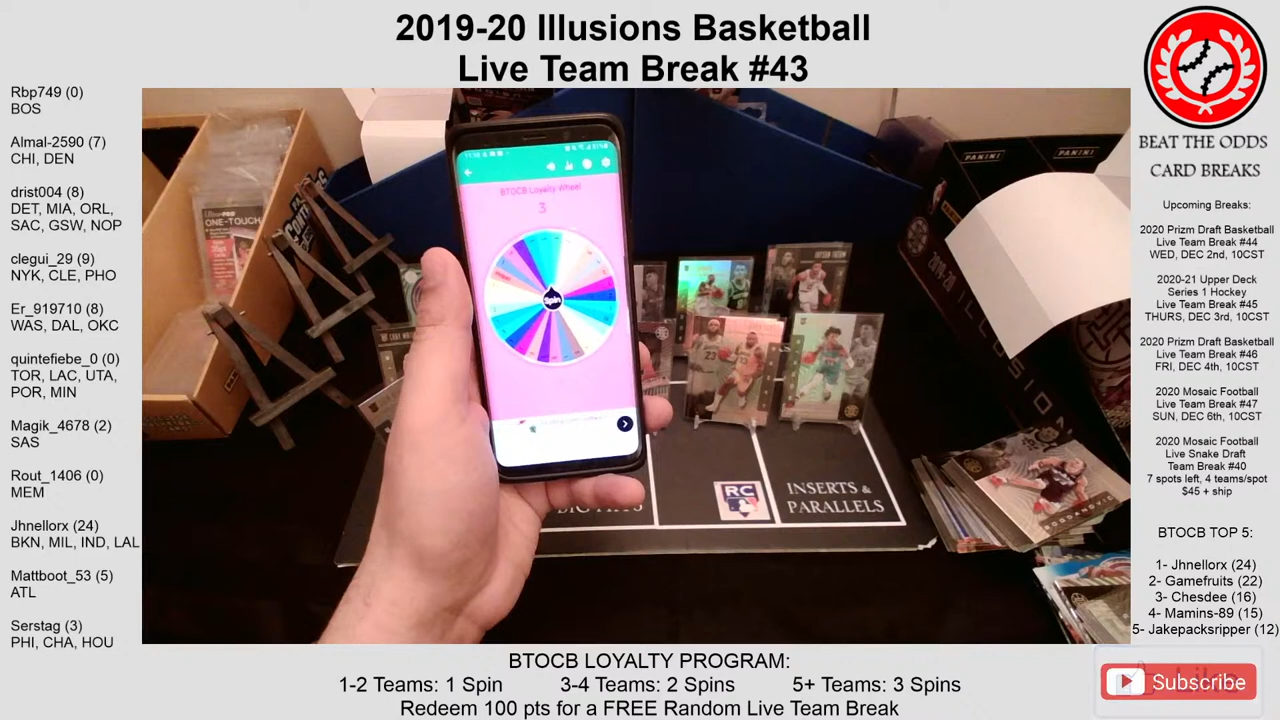 2019-20 Illusions Basketball
Live Team Break #43
Rbp749 (0)
BOS
Almal-2590 (7)
CHI, DEN
drist004 (8)
DET, MIA, ORL,
SAC, GSW, NOP
clegui_29 (9)
NYK, CLE, PHO
Er_919710 (8)
WAS, DAL, OKC
quintefiebe_0 (0)
TOR, LAC, UTA,
POR, MIN
Magik_4678 (2)
SAS
Rout_1406 (0)
MEM
Jhnellorx (24)
BKN, MIL, IND, LAL
Mattboot_53 (5)
ATL
Serstag (3)
PHI, CHA, HOU
ONE-TOUCH
BTOCB Loyalty Wheel
3
Spin
PANINI
PANINI
JAYSON TATUM
23
RC
INSERTS &
PARALLELS
BOGDANOVIC
BEAT THE ODDS
CARD BREAKS
Upcoming Breaks:
2020 Prizm Draft Basketball
Live Team Break #44
WED, DEC 2nd, 10CST
2020-21 Upper Deck
Series 1 Hockey
Live Team Break #45
THURS, DEC 3rd, 10CST
2020 Prizm Draft Basketball
Live Team Break #46
FRI, DEC 4th, 10CST
2020 Mosaic Football
Live Team Break #47
SUN, DEC 6th, 10CST
2020 Mosaic Football
Live Snake Draft
Team Break #40
7 spots left, 4 teams/spot
$45 + ship
BTOCB TOP 5:
1- Jhnellorx (24)
2- Gamefruits (22)
3- Chesdee (16)
4- Mamins-89 (15)
5- Jakepacksripper (12)
BTOCB LOYALTY PROGRAM:
1-2 Teams: 1 Spin 3-4 Teams: 2 Spins 5+ Teams: 3 Spins
Redeem 100 pts for a FREE Random Live Team Break
Subscribe